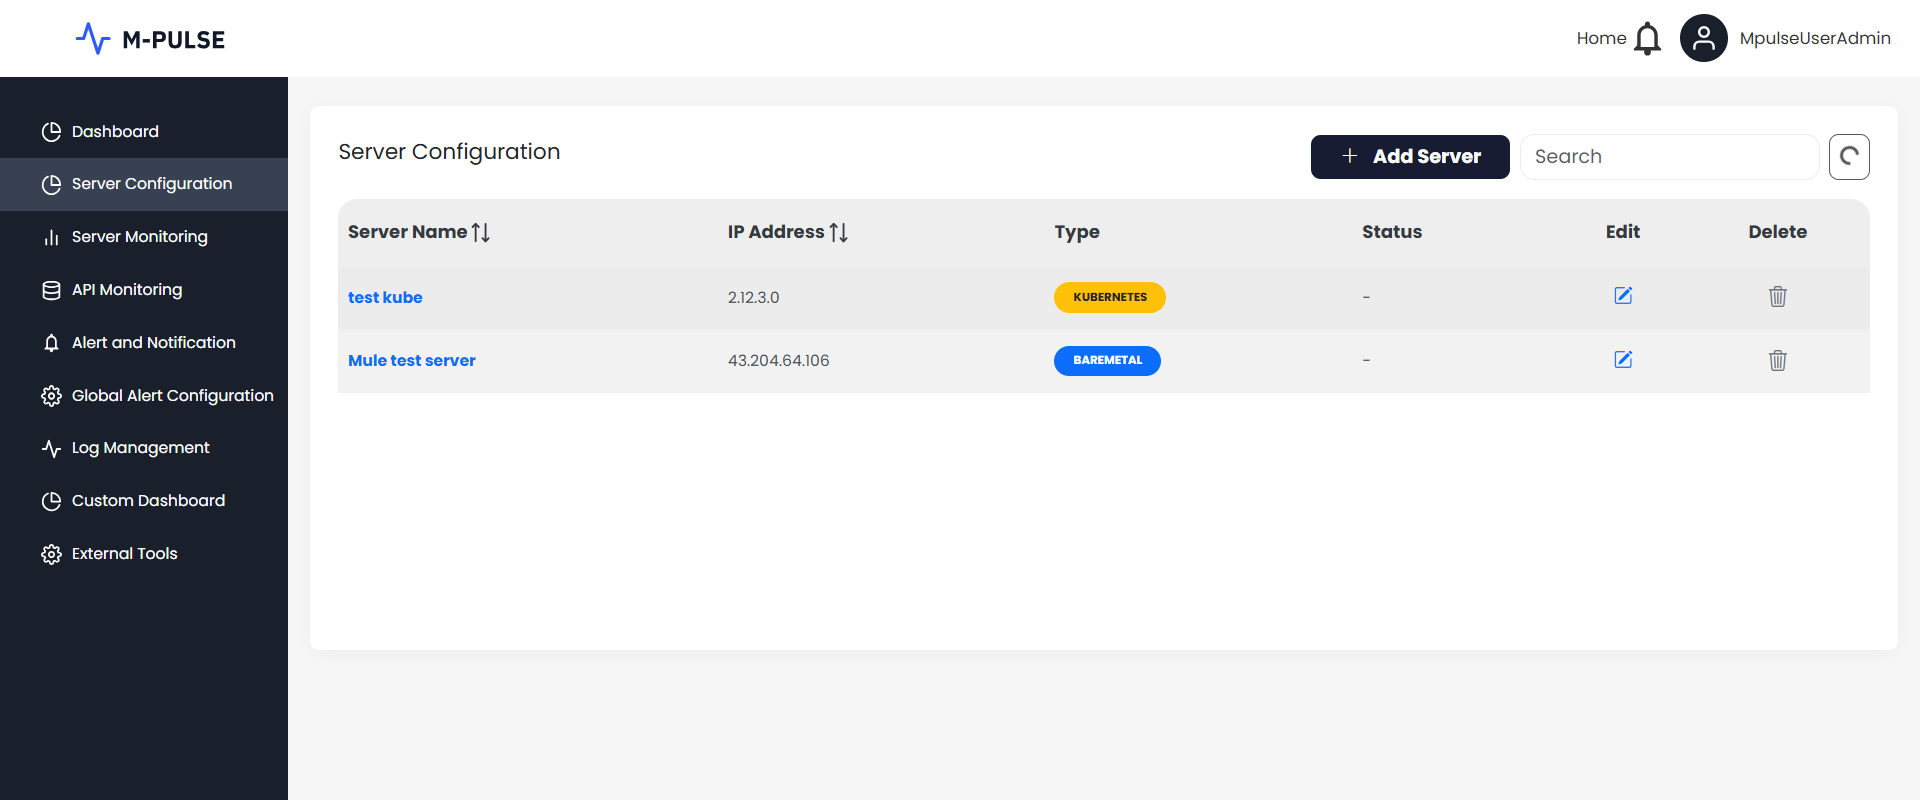 M-PULSE
Home
MpulseUserAdmin
Dashboard
Server Configuration
Server Monitoring
API Monitoring
Alert and Notification
Global Alert Configuration
Log Management
Custom Dashboard
External Tools
Server Configuration
Add Server
Search
Server Name IP Address Type Status Edit Delete
test kube 2.12.3.0 KUBERNETES -
Mule test server 43.204.64.106 BAREMETAL -